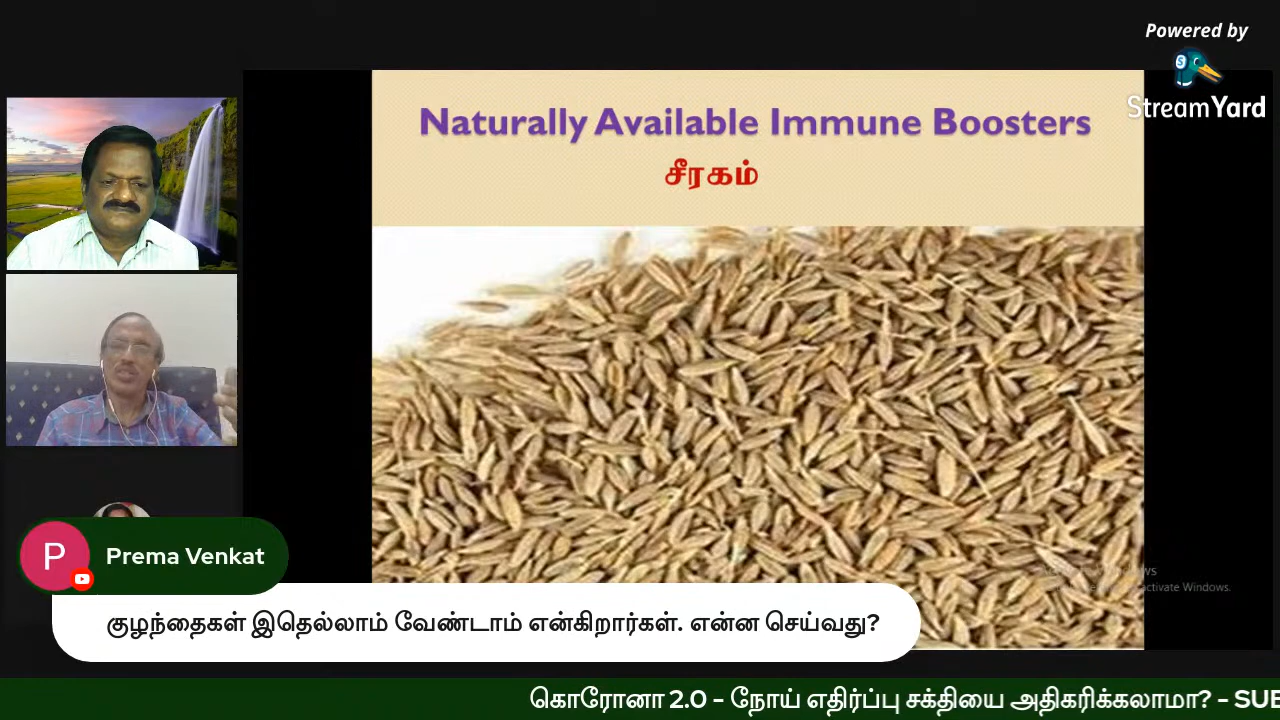 Powered by
StreamYard
Naturally Available Immune Boosters
சீரகம்
P
Prema Venkat
குழந்தைகள் இதெல்லாம் வேண்டாம் என்கிறார்கள். என்ன செய்வது?
கொரோனா 2.0 - நோய் எதிர்ப்பு சக்தியை அதிகரிக்கலாமா? - SUB